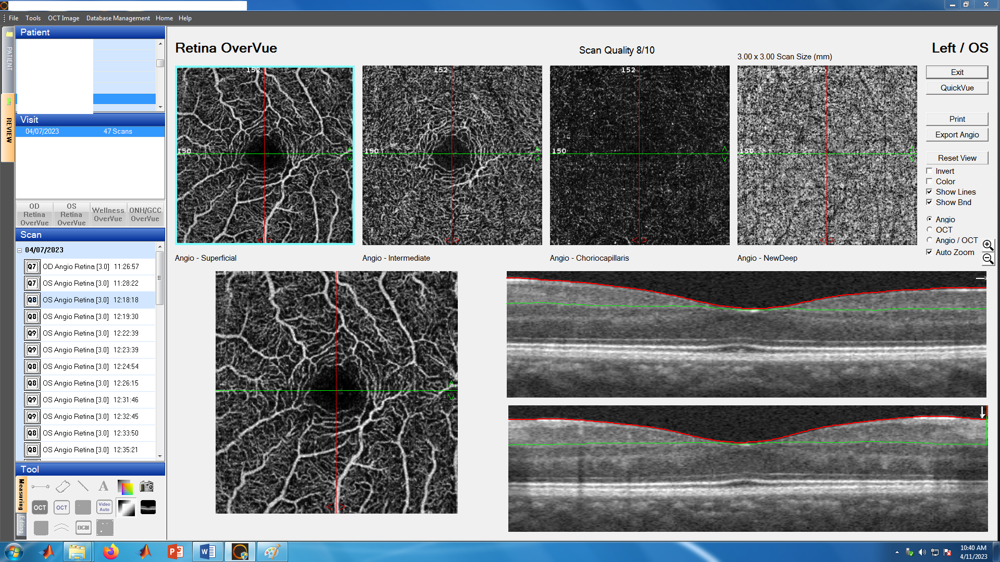 File Tools OCT Image Database Management Home Help
Patient
PATIENT
REVIEW
Visit
04/07/2023 47 Scans
OD Retina OverVue
OS Retina OverVue
Wellness OverVue
ONH/GCC OverVue
Scan
04/07/2023
Q7 OD Angio Retina [3.0] 11:26:57
Q7 OS Angio Retina [3.0] 11:28:22
Q8 OS Angio Retina [3.0] 12:18:18
Q8 OS Angio Retina [3.0] 12:19:30
Q9 OS Angio Retina [3.0] 12:22:39
Q9 OS Angio Retina [3.0] 12:23:39
Q8 OS Angio Retina [3.0] 12:24:54
Q8 OS Angio Retina [3.0] 12:26:15
Q9 OS Angio Retina [3.0] 12:31:46
Q9 OS Angio Retina [3.0] 12:32:45
Q8 OS Angio Retina [3.0] 12:33:50
Q8 OS Angio Retina [3.0] 12:35:21
Tool
Measuring
Editing
A
OCT OCT Video Auto
DCM
Retina OverVue
Scan Quality 8/10
3.00 x 3.00 Scan Size (mm)
Left / OS
152 152 152 152
150 150 150 150
Angio - Superficial
Angio - Intermediate
Angio - Choriocapillaris
Angio - NewDeep
Exit
QuickVue
Print
Export Angio
Reset View
Invert
Color
Show Lines
Show Bnd
Angio
OCT
Angio / OCT
Auto Zoom
10:40 AM
4/11/2023